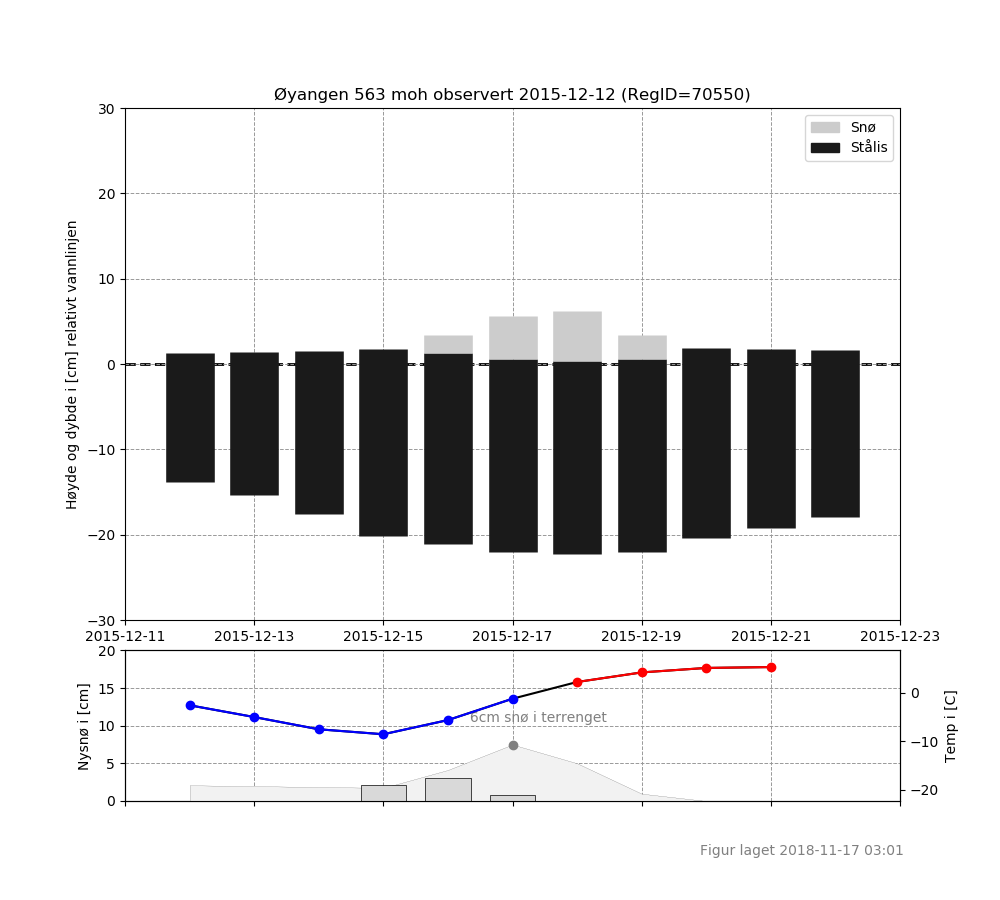 Øyangen 563 moh observert 2015-12-12 (RegID=70550)
Snø
Stålis
Høyde og dybde i [cm] relativt vannlinjen
30
20
10
0
−10
−20
−30
2015-12-11 2015-12-13 2015-12-15 2015-12-17 2015-12-19 2015-12-21 2015-12-23
Nysnø i [cm]
20
15
10
5
0
6cm snø i terrenget
0
−10
−20
Temp i [C]
Figur laget 2018-11-17 03:01